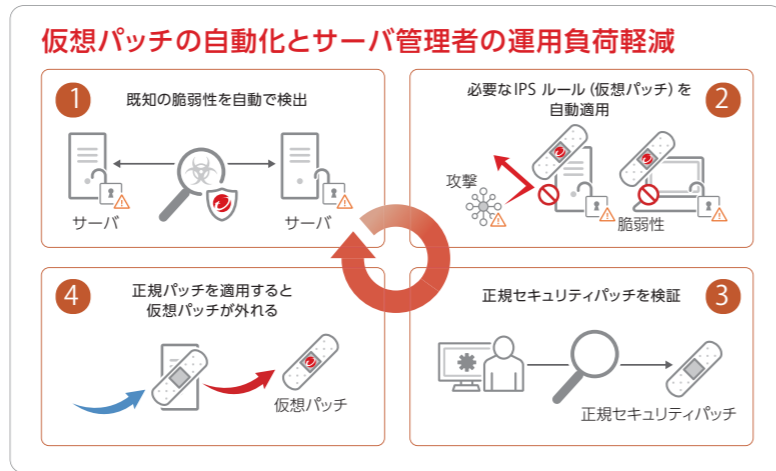 仮想パッチの自動化とサーバ管理者の運用負荷軽減
1
既知の脆弱性を自動で検出
サーバ
サーバ
2
必要なIPS ルール（仮想パッチ）を
自動適用
攻撃
脆弱性
3
正規セキュリティパッチを検証
正規セキュリティパッチ
4
正規パッチを適用すると
仮想パッチが外れる
仮想パッチ